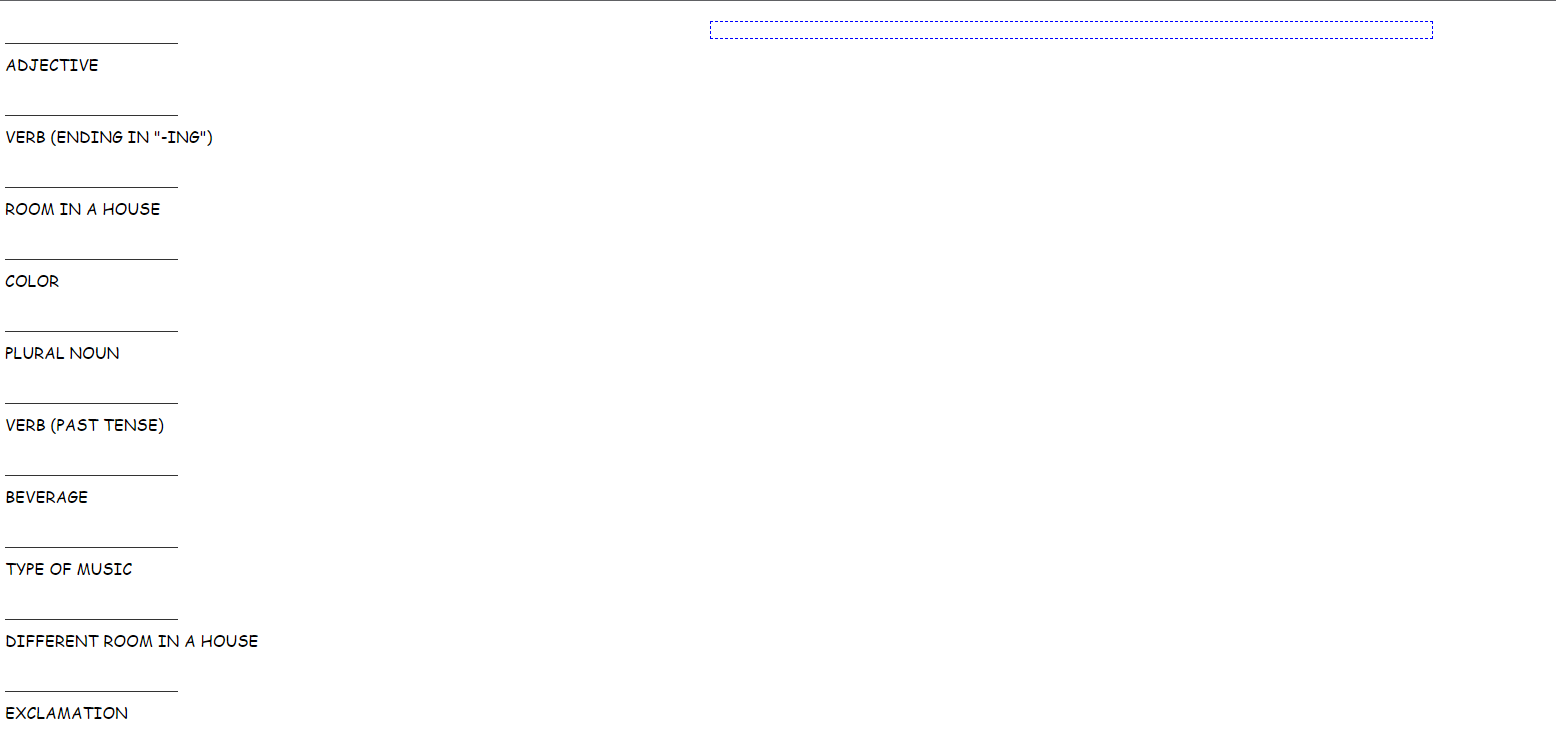 ADJECTIVE
VERB (ENDING IN "-ING")
ROOM IN A HOUSE
COLOR
PLURAL NOUN
VERB (PAST TENSE)
BEVERAGE
TYPE OF MUSIC
DIFFERENT ROOM IN A HOUSE
EXCLAMATION